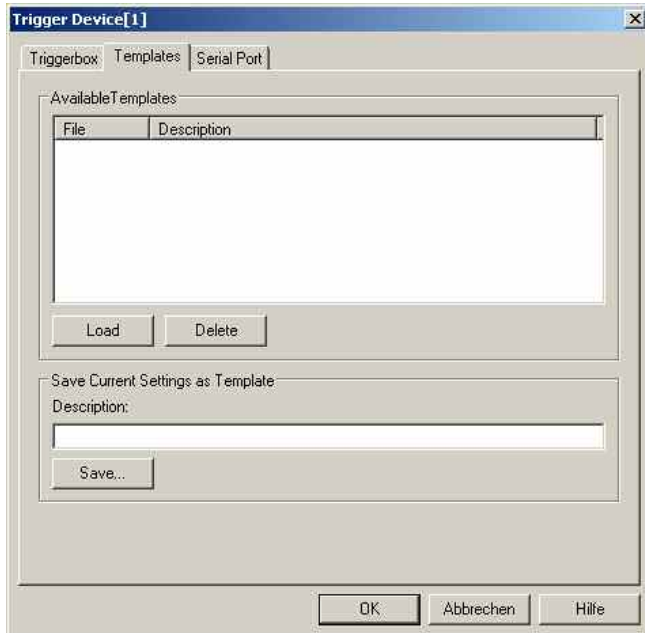 Trigger Device[1]
Triggerbox Templates Serial Port
AvailableTemplates
File Description
Load Delete
Save Current Settings as Template
Description:
Save...
OK Abbrechen Hilfe